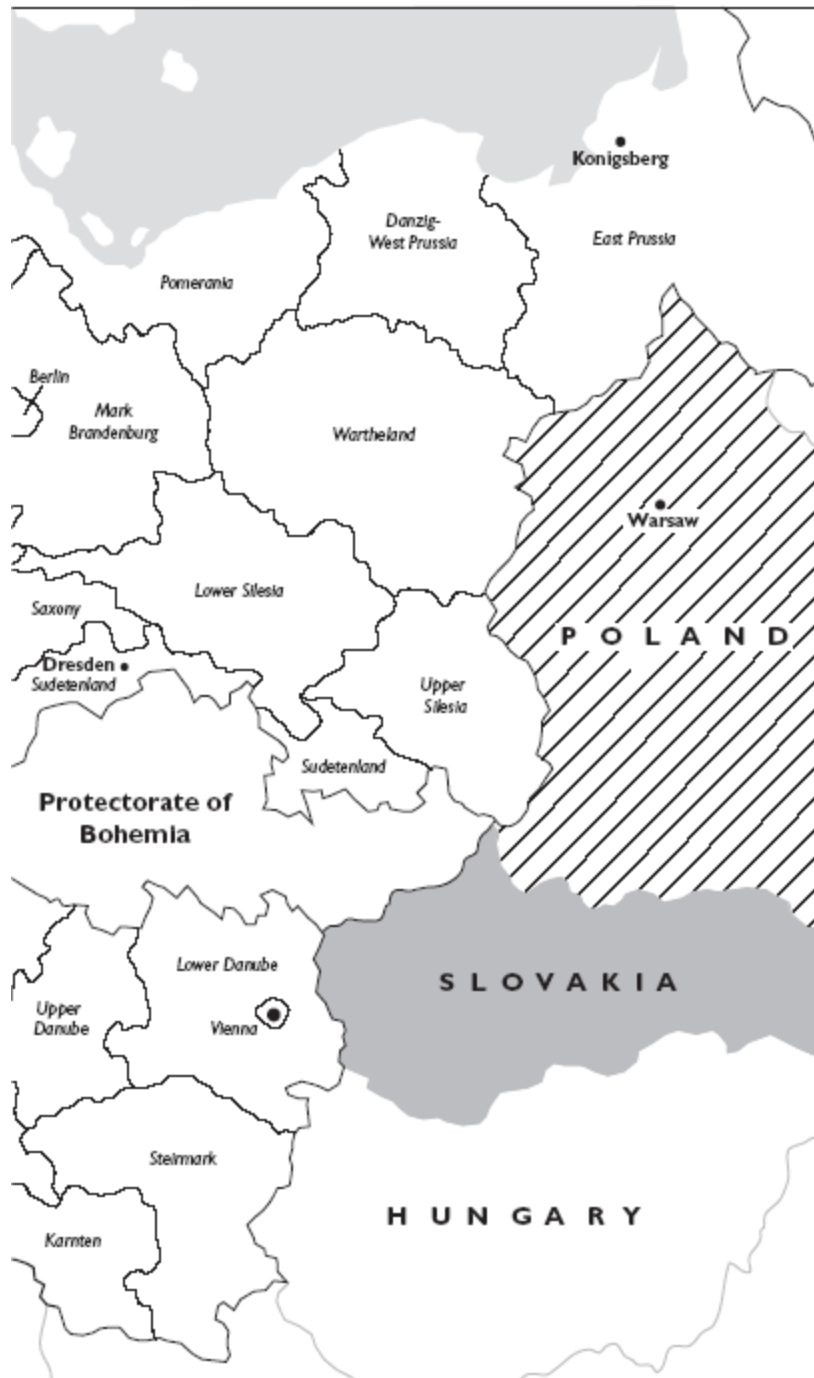 Konigsberg
Danzig-
West Prussia
East Prussia
Pomerania
Berlin
Mark
Brandenburg
Wartheland
Warsaw
Lower Silesia
Saxony
POLAND
Dresden
Sudetenland
Upper
Silesia
Sudetenland
Protectorate of
Bohemia
Lower Danube
SLOVAKIA
Upper
Danube
Vienna
Steirmark
HUNGARY
Karnten